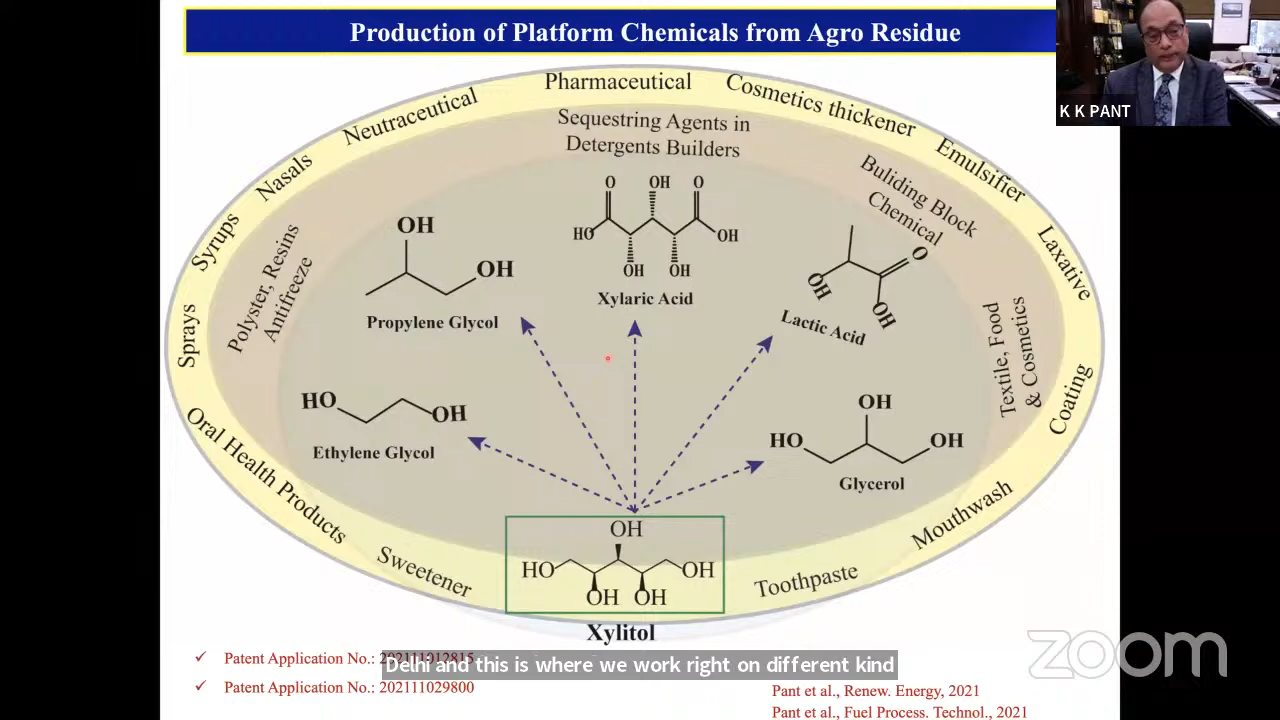 Production of Platform Chemicals from Agro Residue
K K PANT
Pharmaceutical
Cosmetics thickener
Neutraceutical
Emulsifier
Nasals
Syrups
Laxative
Sprays
Coating
Oral Health Products
Mouthwash
Sweetener
Toothpaste
Sequestring Agents in
Detergents Builders
Buliding Block
Chemical
Polyster, Resins
Antifreeze
Textile, Food
& Cosmetics
O OH O
HO OH
OH OH
Xylaric Acid
OH
OH
Propylene Glycol
O
OH
OH
Lactic Acid
HO
OH
Ethylene Glycol
OH
HO OH
Glycerol
OH
HO OH
OH OH
Xylitol
✓ Patent Application No.: 202111012815
Delhi and this is where we work right on different kind
✓ Patent Application No.: 202111029800
Pant et al., Renew. Energy, 2021
Pant et al., Fuel Process. Technol., 2021
zoom